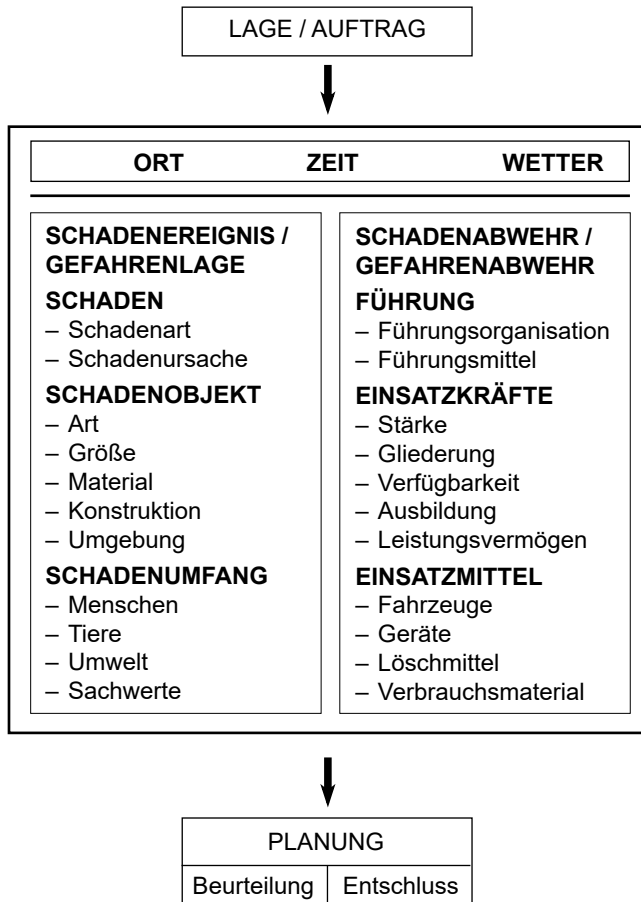 LAGE / AUFTRAG
ORT ZEIT WETTER
SCHADENEREIGNIS /
GEFAHRENLAGE
SCHADEN
– Schadenart
– Schadenursache
SCHADENOBJEKT
– Art
– Größe
– Material
– Konstruktion
– Umgebung
SCHADENUMFANG
– Menschen
– Tiere
– Umwelt
– Sachwerte
SCHADENABWEHR /
GEFAHRENABWEHR
FÜHRUNG
– Führungsorganisation
– Führungsmittel
EINSATZKRÄFTE
– Stärke
– Gliederung
– Verfügbarkeit
– Ausbildung
– Leistungsvermögen
EINSATZMITTEL
– Fahrzeuge
– Geräte
– Löschmittel
– Verbrauchsmaterial
PLANUNG
Beurteilung Entschluss